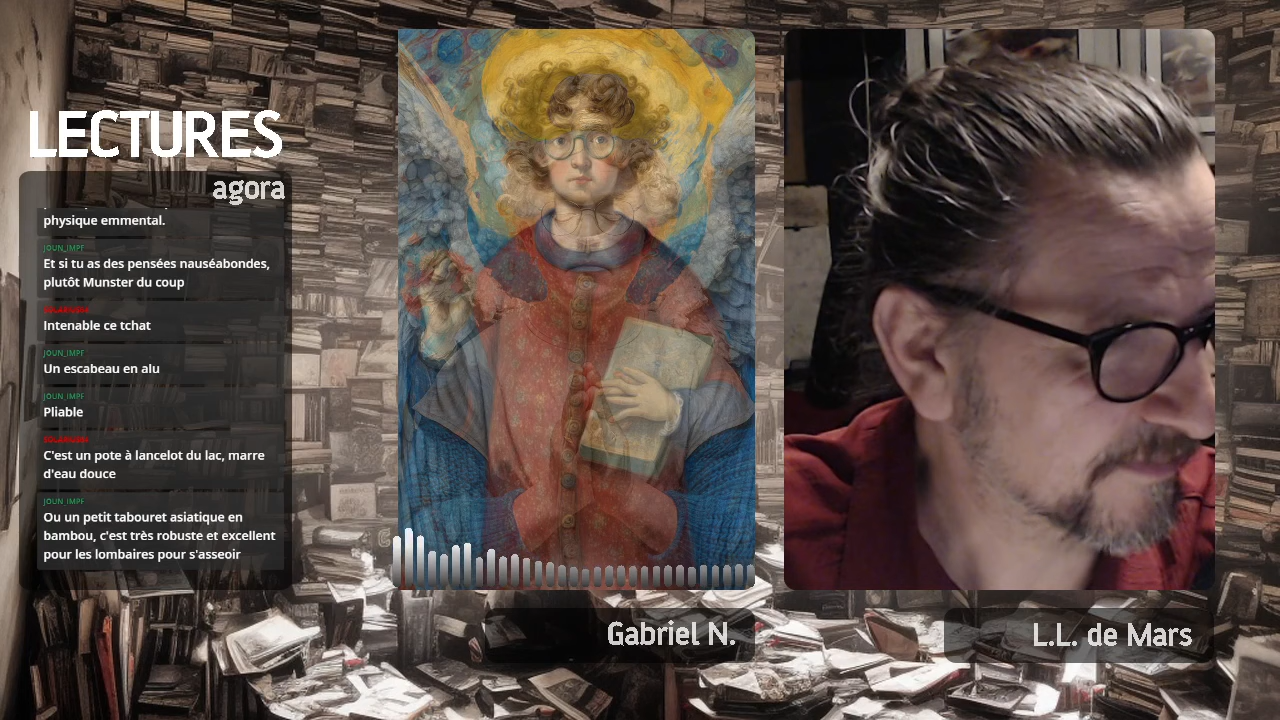 LECTURES
agora
physique emmental.
JOUN_IMPF
Et si tu as des pensées nauséabondes,
plutôt Munster du coup
Intenable ce tchat
JOUN_IMPF
Un escabeau en alu
JOUN_IMPF
Pliable
C'est un pote à lancelot du lac, marre
d'eau douce
JOUN_IMPF
Ou un petit tabouret asiatique en
bambou, c'est très robuste et excellent
pour les lombaires pour s'asseoir
Gabriel N.
L.L. de Mars